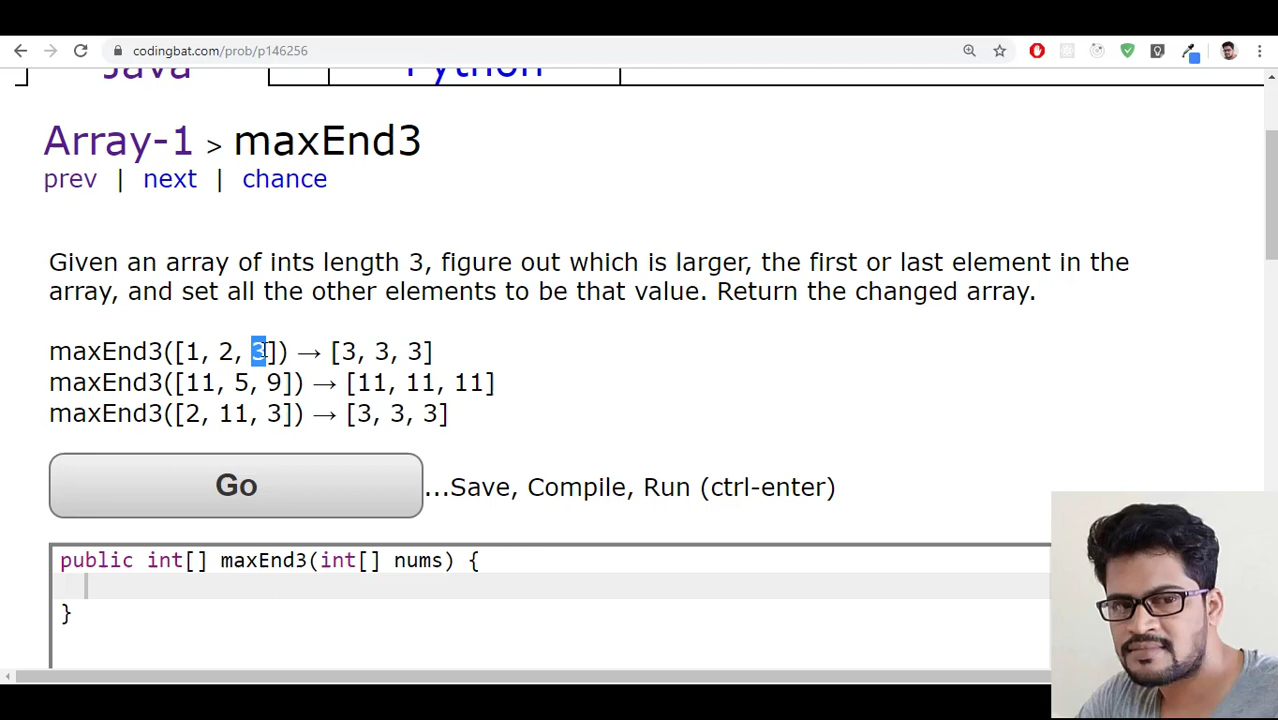 codingbat.com/prob/p146256
Java
Python
Array-1 > maxEnd3
prev | next | chance
Given an array of ints length 3, figure out which is larger, the first or last element in the
array, and set all the other elements to be that value. Return the changed array.
maxEnd3([1, 2, 3]) → [3, 3, 3]
maxEnd3([11, 5, 9]) → [11, 11, 11]
maxEnd3([2, 11, 3]) → [3, 3, 3]
Go
...Save, Compile, Run (ctrl-enter)
public int[] maxEnd3(int[] nums) {
}